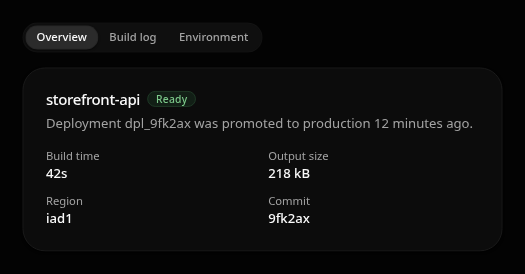 Overview Build log Environment
storefront-api Ready
Deployment dpl_9fk2ax was promoted to production 12 minutes ago.
Build time Output size
42s 218 kB
Region Commit
iad1 9fk2ax